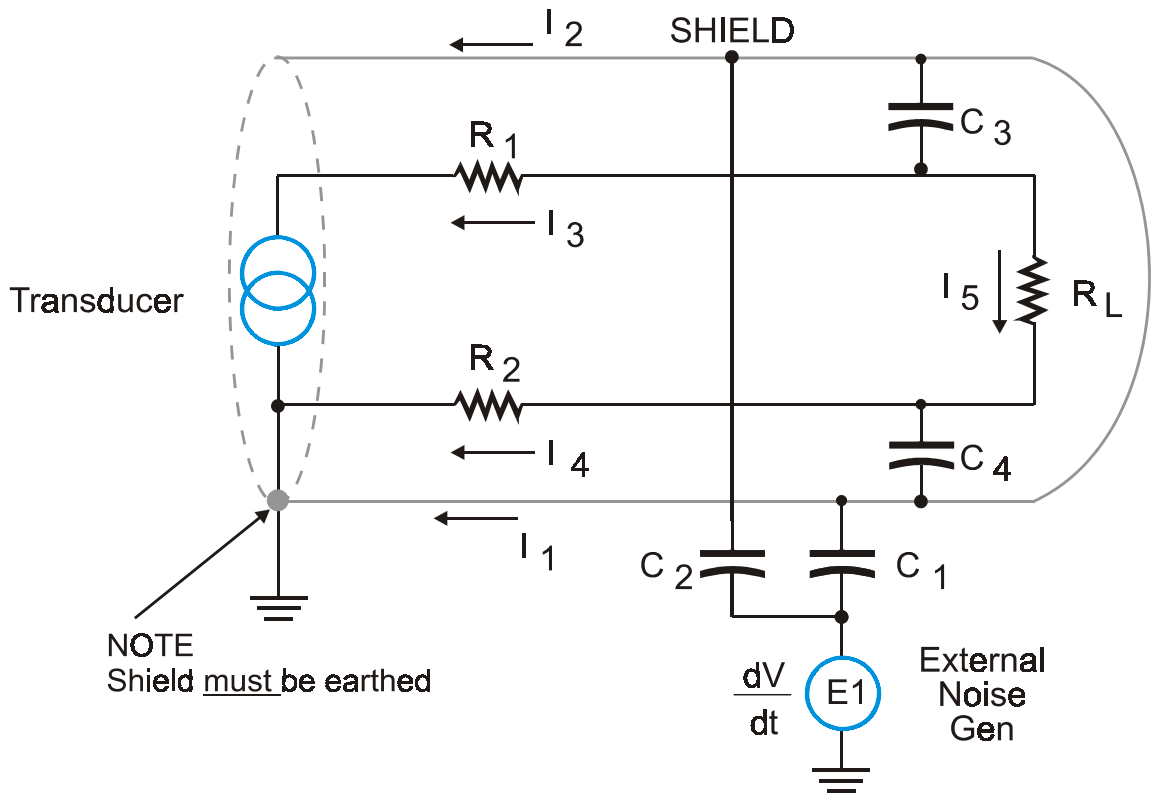 I 2
SHIELD
C 3
R 1
I 3
Transducer
I 5
R L
R 2
I 4
C 4
I 1
C 2
C 1
NOTE
Shield must be earthed
dV
dt
E1
External
Noise
Gen